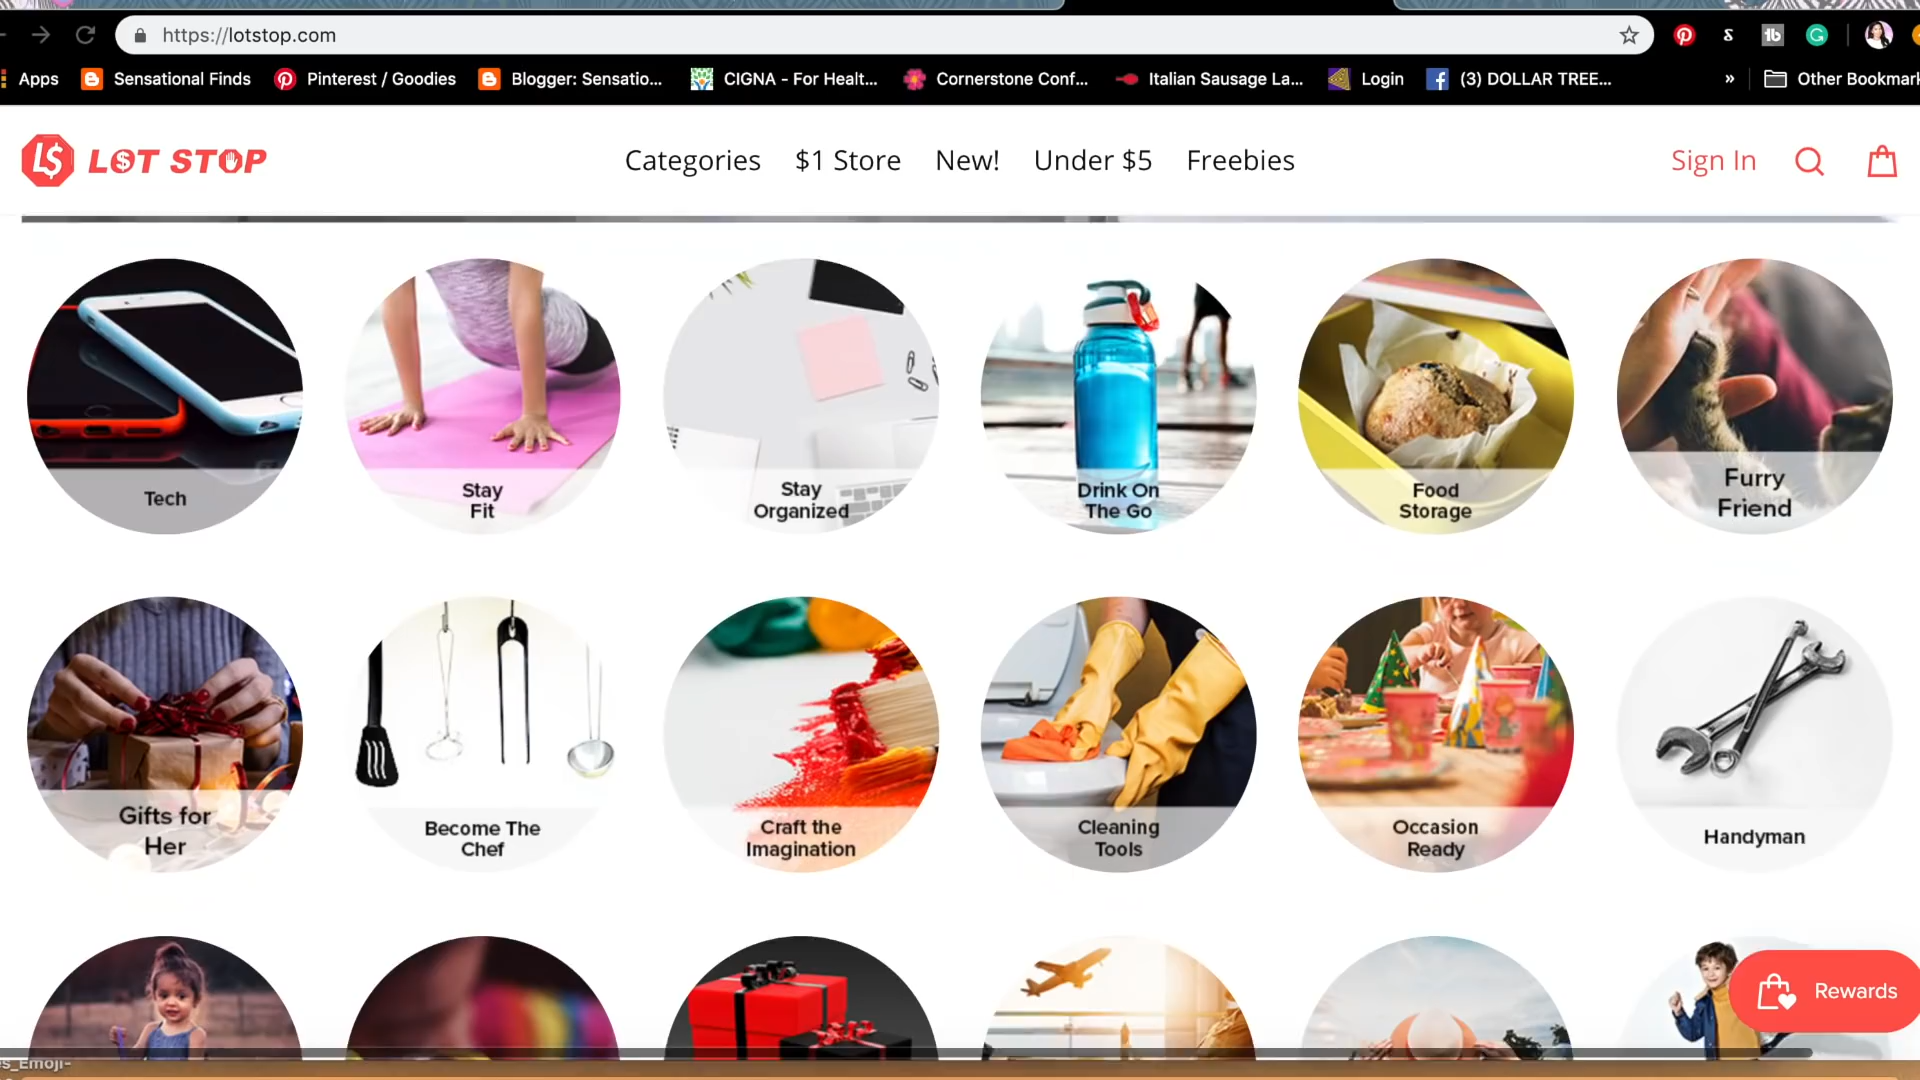 https://lotstop.com
Apps Sensational Finds Pinterest / Goodies Blogger: Sensatio... CIGNA - For Healt... Cornerstone Conf... Italian Sausage La... Login (3) DOLLAR TREE... » Other Bookmark
L$ LOT STOP Categories $1 Store New! Under $5 Freebies Sign In
Tech
Stay
Fit
Stay
Organized
Drink On
The Go
Food
Storage
Furry
Friend
Gifts for
Her
Become The
Chef
Craft the
Imagination
Cleaning
Tools
Occasion
Ready
Handyman
Rewards
es_Emoji-